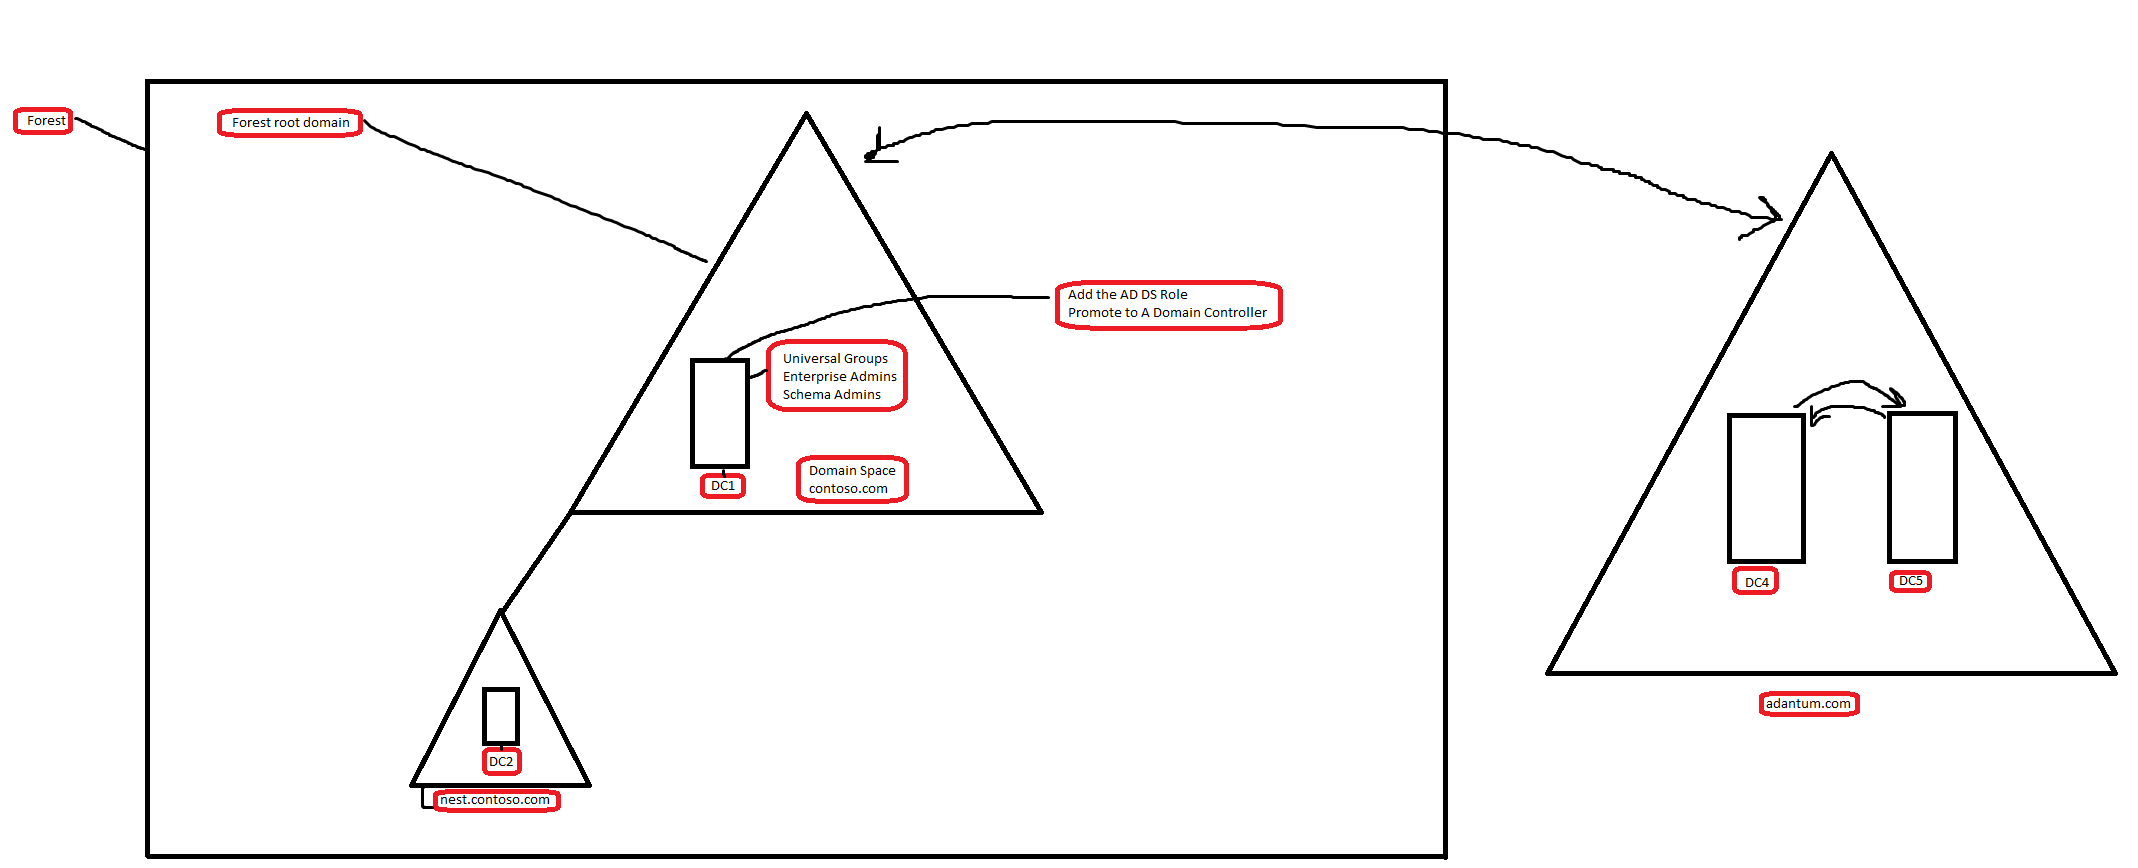 Forest
Forest root domain
Add the AD DS Role
Promote to A Domain Controller
Universal Groups
Enterprise Admins
Schema Admins
Domain Space
contoso.com
DC1
DC4
DC5
adantum.com
DC2
nest.contoso.com